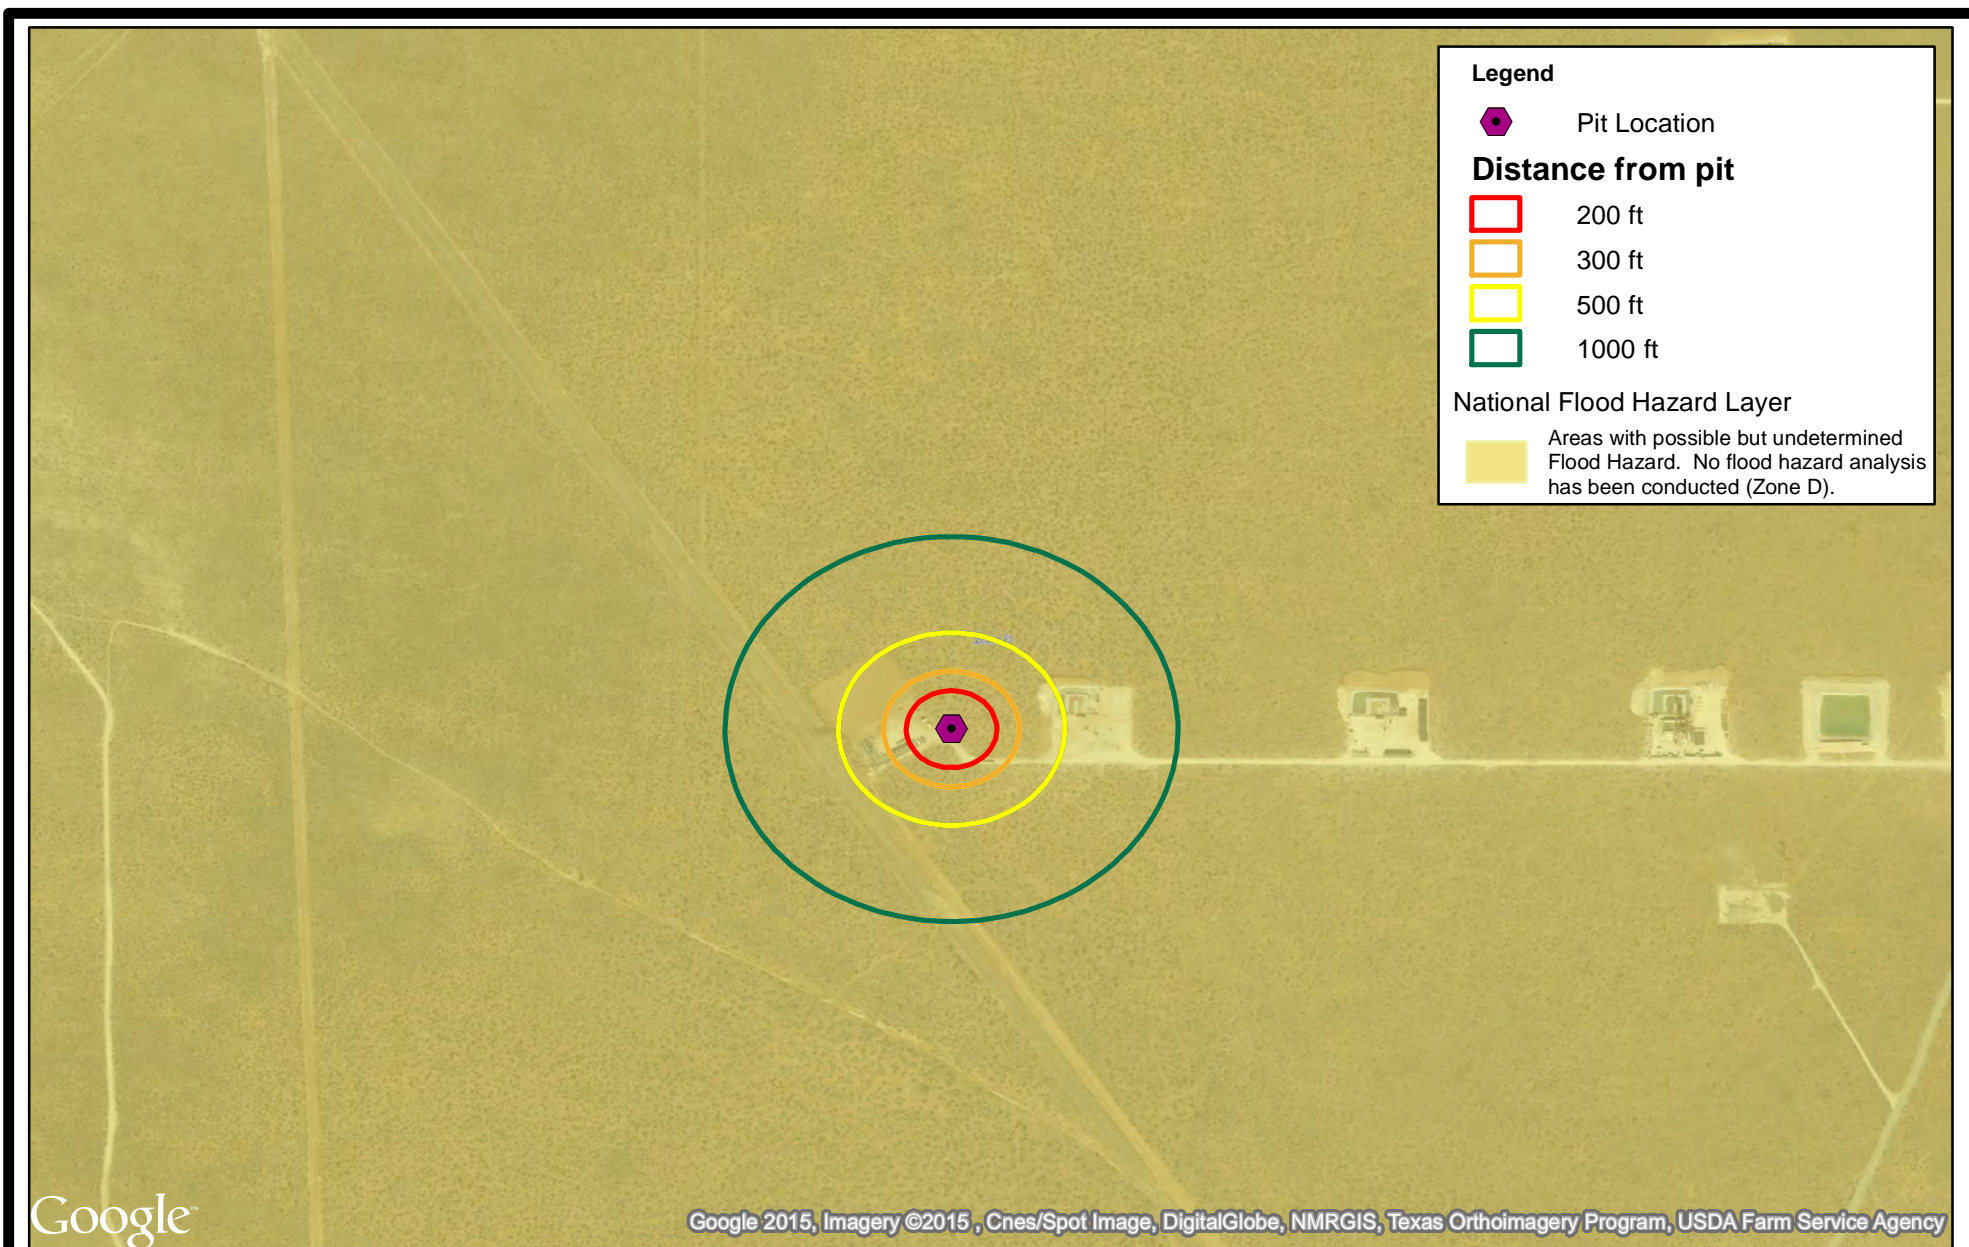 Legend
Pit Location
Distance from pit
200 ft
300 ft
500 ft
1000 ft
National Flood Hazard Layer
Areas with possible but undetermined
Flood Hazard. No flood hazard analysis
has been conducted (Zone D).
Google
Google 2015, Imagery ©2015 , Cnes/Spot Image, DigitalGlobe, NMRGIS, Texas Orthoimagery Program, USDA Farm Service Agency